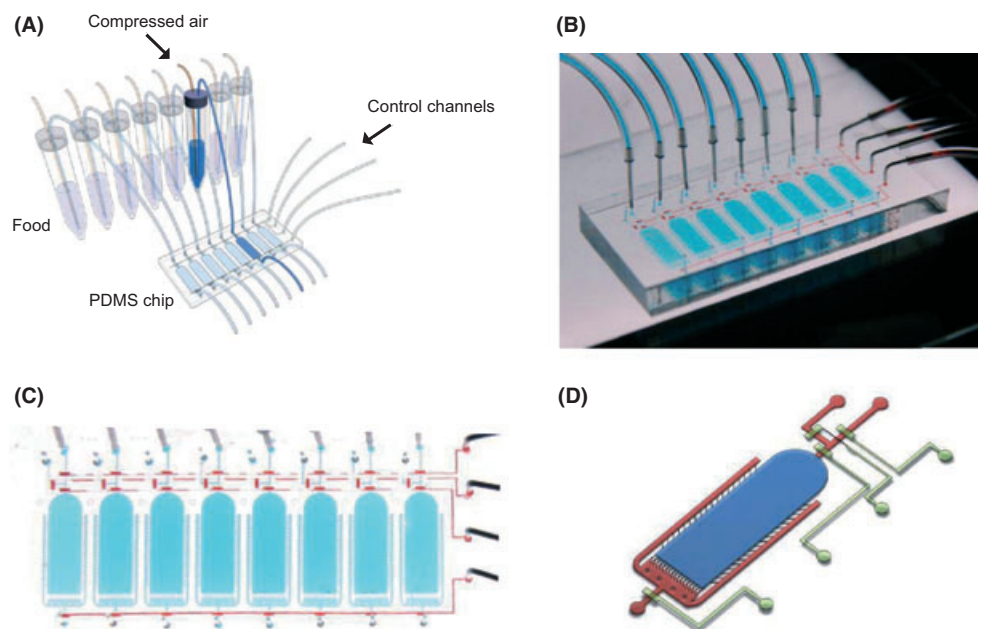 (A)
Compressed air
Control channels
Food
PDMS chip
(B)
(C)
(D)